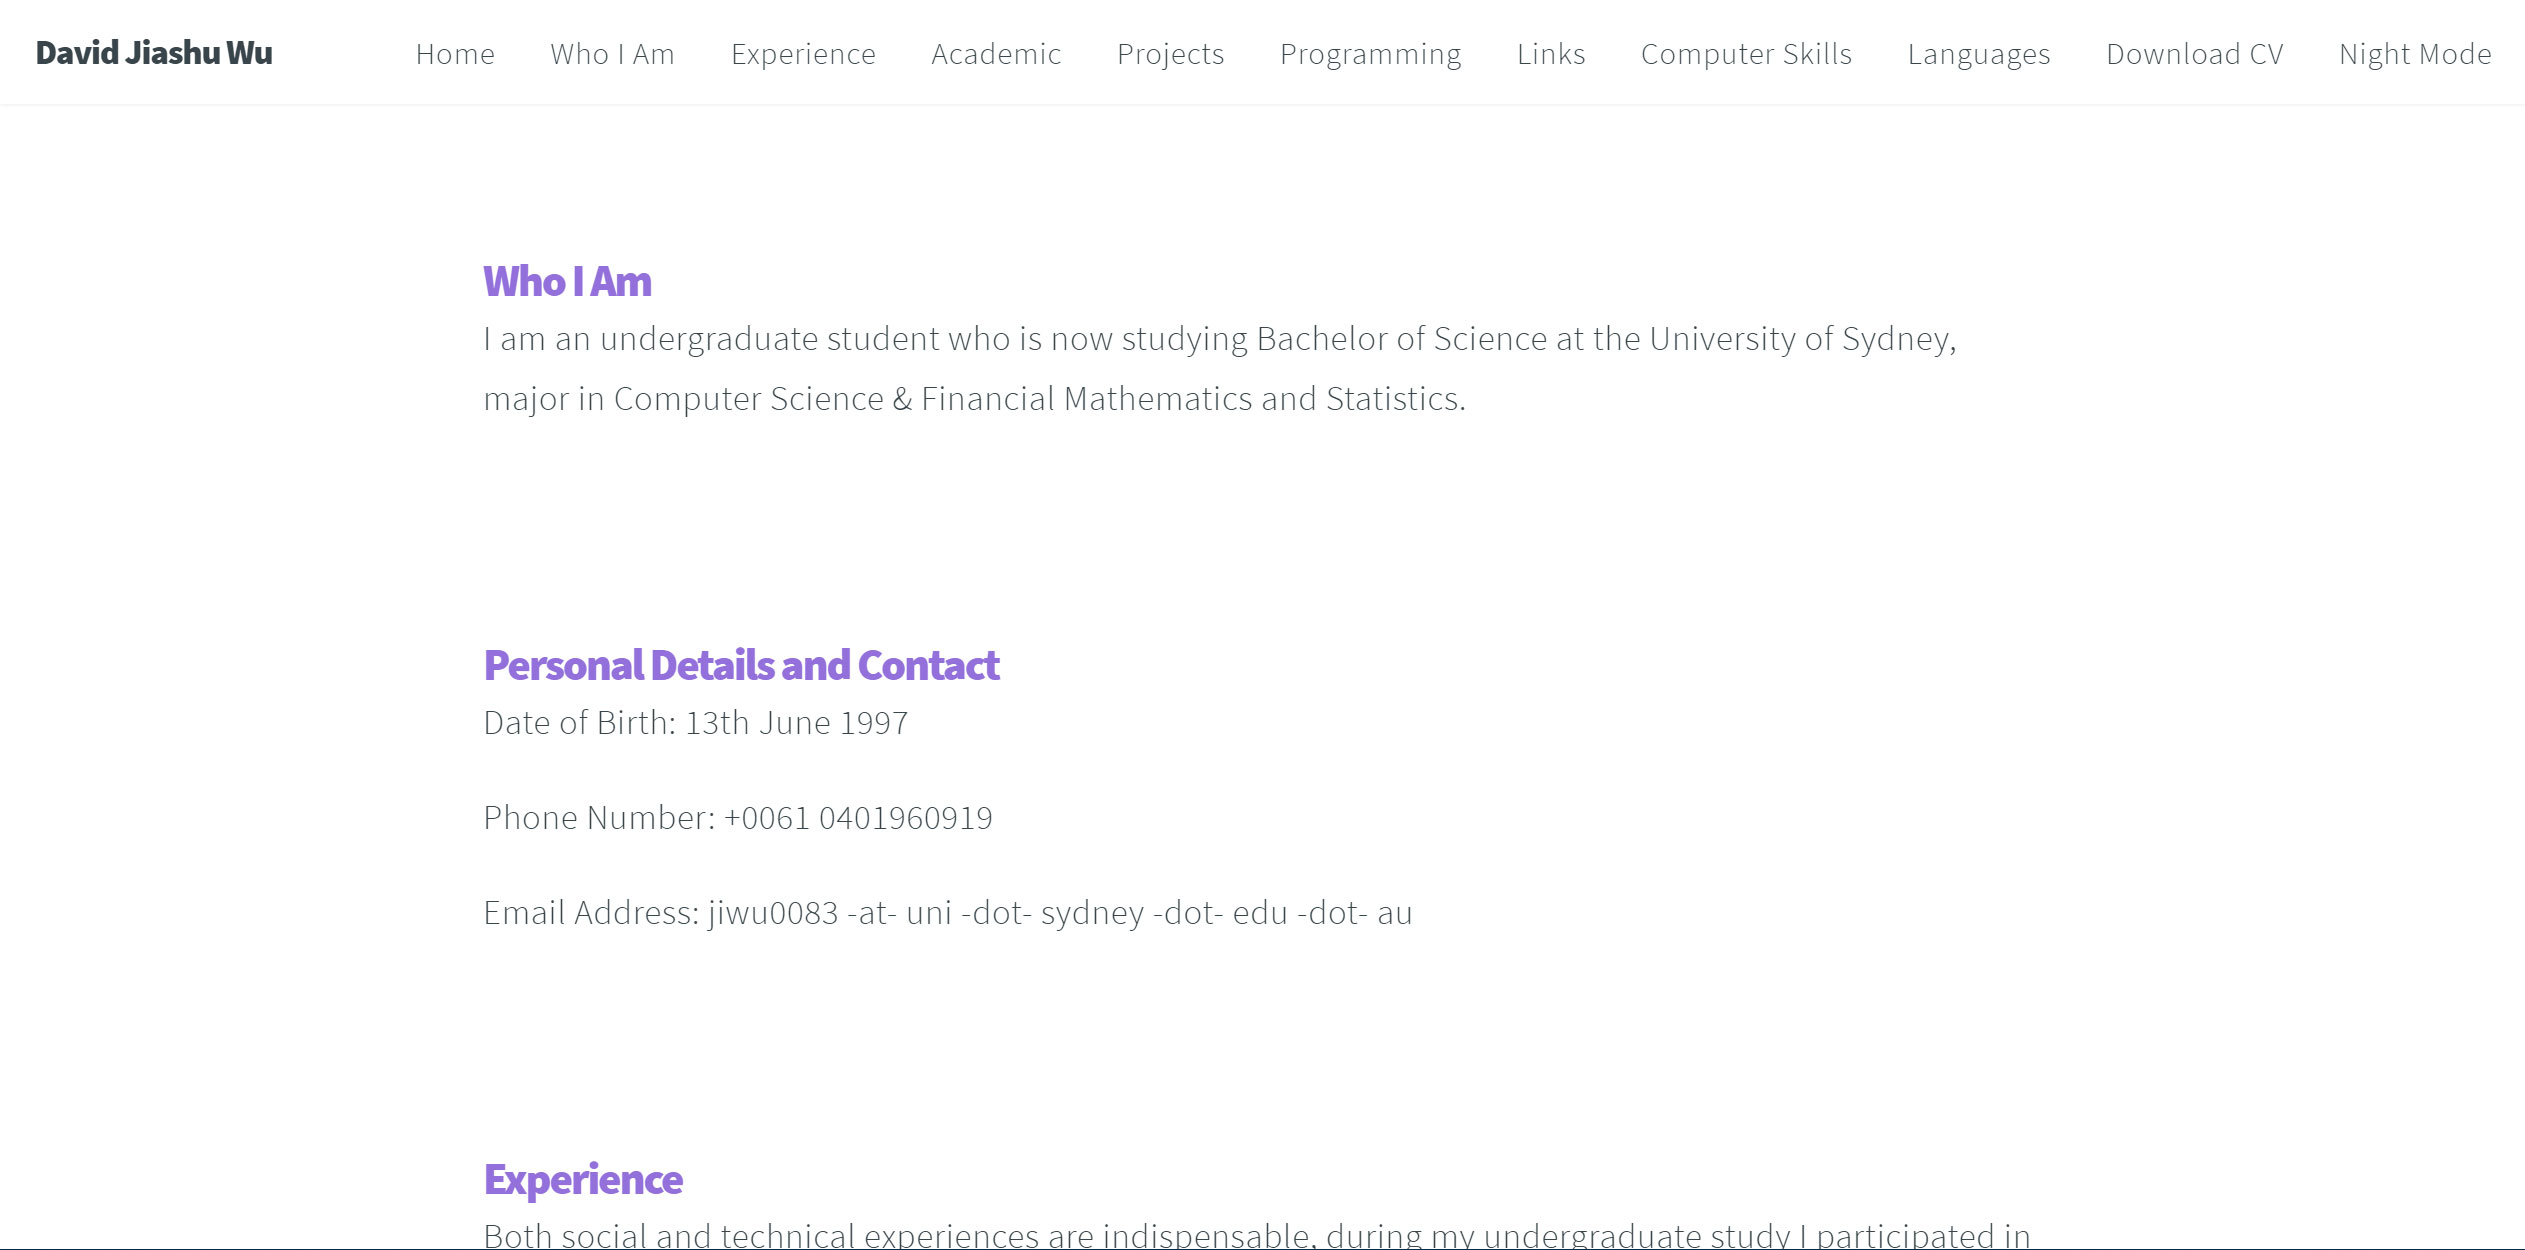 David Jiashu Wu
Home
Who I Am
Experience
Academic
Projects
Programming
Links
Computer Skills
Languages
Download CV
Night Mode
Who I Am
I am an undergraduate student who is now studying Bachelor of Science at the University of Sydney,
major in Computer Science & Financial Mathematics and Statistics.
Personal Details and Contact
Date of Birth: 13th June 1997
Phone Number: +0061 0401960919
Email Address: jiwu0083 -at- uni -dot- sydney -dot- edu -dot- au
Experience
Both social and technical experiences are indispensable, during my undergraduate study I participated in